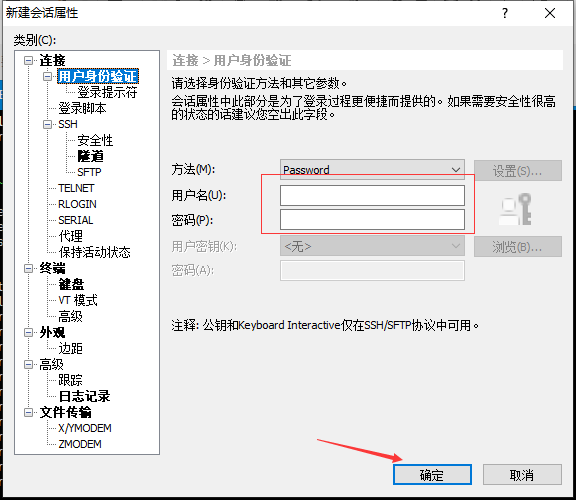 新建会话属性
类别(C):
连接
用户身份验证
登录提示符
登录脚本
SSH
安全性
隧道
SFTP
TELNET
RLOGIN
SERIAL
代理
保持活动状态
终端
键盘
VT 模式
高级
外观
边距
高级
跟踪
日志记录
文件传输
X/YMODEM
ZMODEM
连接 > 用户身份验证
请选择身份验证方法和其它参数。
会话属性中此部分是为了登录过程更便捷而提供的。如果需要安全性很高
的状态的话建议您空出此字段。
方法(M):
Password
设置(S)...
用户名(U):
密码(P):
用户密钥(K):
<无>
浏览(B)...
密码(A):
注释: 公钥和Keyboard Interactive仅在SSH/SFTP协议中可用。
确定
取消